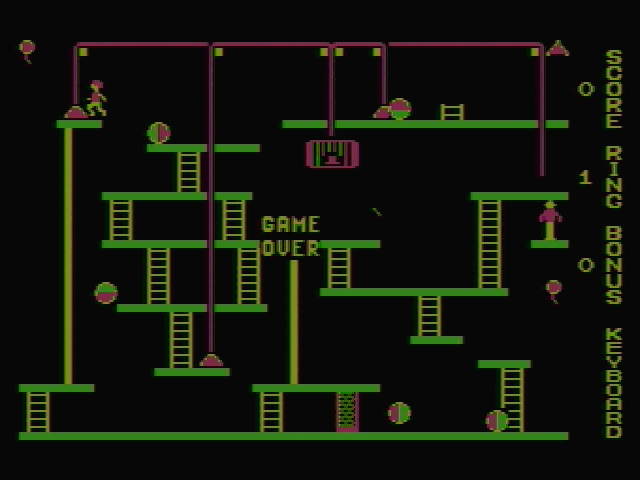 GAME
OVER
SCORE
0
RING
1
BONUS
0
KEYBOARD